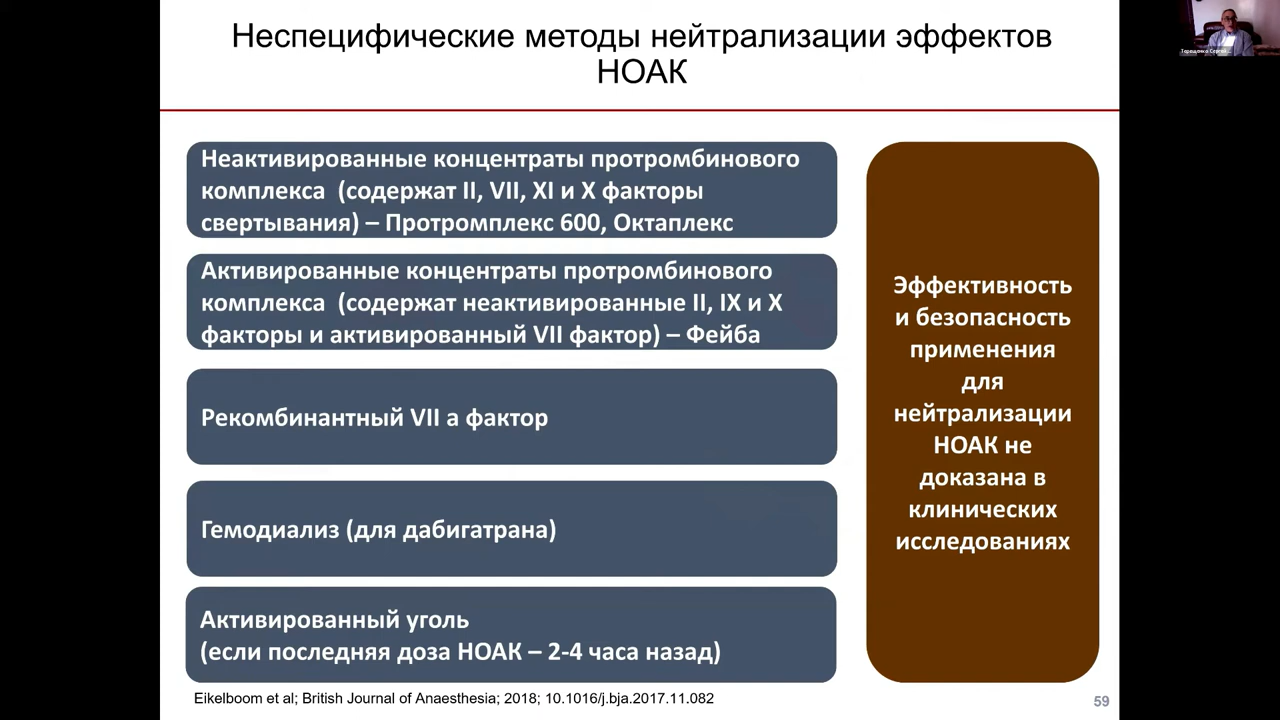 Неспецифические методы нейтрализации эффектов
НОАК
Неактивированные концентраты протромбинового
комплекса (содержат II, VII, XI и X факторы
свертывания) – Протромплекс 600, Октаплекс
Активированные концентраты протромбинового
комплекса (содержат неактивированные II, IX и X
факторы и активированный VII фактор) – Фейба
Рекомбинантный VII а фактор
Гемодиализ (для дабигатрана)
Активированный уголь
(если последняя доза НОАК – 2-4 часа назад)
Эффективность
и безопасность
применения
для
нейтрализации
НОАК не
доказана в
клинических
исследованиях
Eikelboom et al; British Journal of Anaesthesia; 2018; 10.1016/j.bja.2017.11.082
59